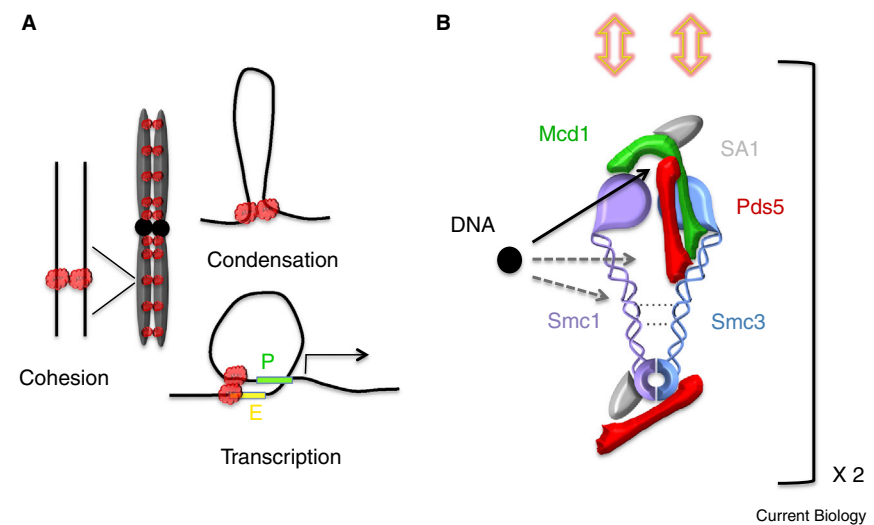 A
Cohesion
Condensation
P
E
Transcription
B
Mcd1
SA1
Pds5
DNA
Smc1
Smc3
X 2
Current Biology